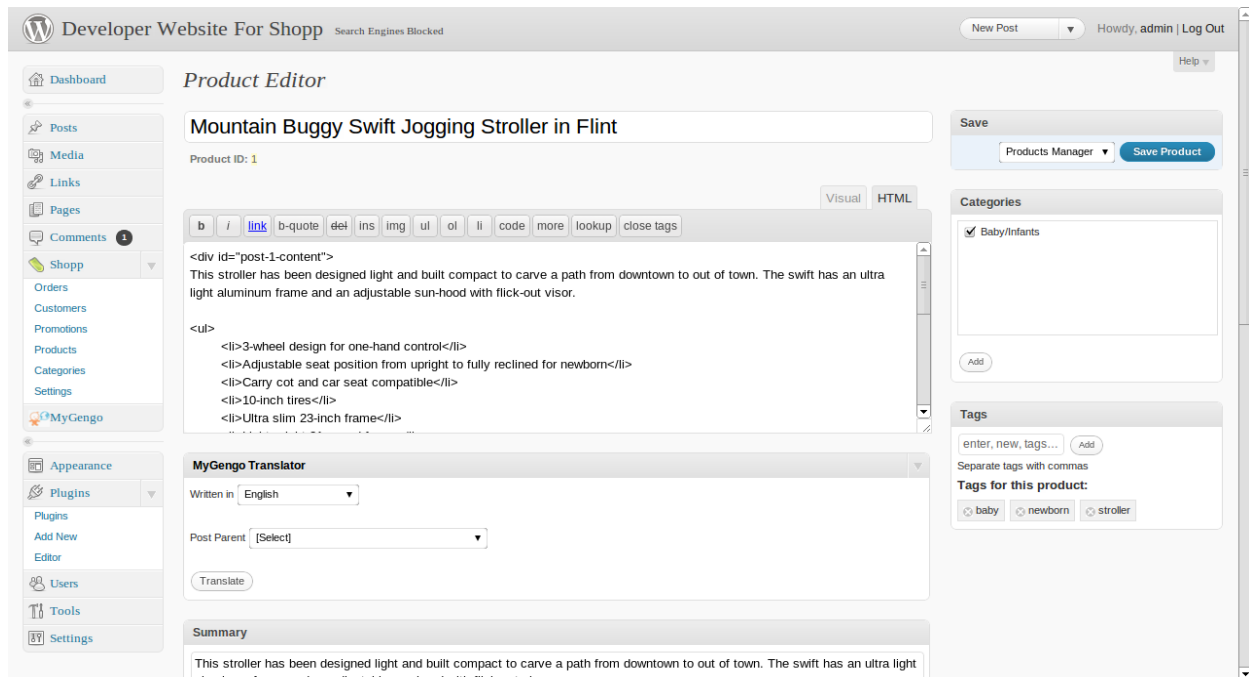 Developer Website For Shopp Search Engines Blocked
New Post
Howdy, admin | Log Out
Help
Dashboard
Posts
Media
Links
Pages
Comments 1
Shopp
Orders
Customers
Promotions
Products
Categories
Settings
MyGengo
Appearance
Plugins
Plugins
Add New
Editor
Users
Tools
Settings
Product Editor
Mountain Buggy Swift Jogging Stroller in Flint
Product ID: 1
Visual HTML
b i link b-quote del ins img ul ol li code more lookup close tags
<div id="post-1-content">
This stroller has been designed light and built compact to carve a path from downtown to out of town. The swift has an ultra
light aluminum frame and an adjustable sun-hood with flick-out visor.
<ul>
<li>3-wheel design for one-hand control</li>
<li>Adjustable seat position from upright to fully reclined for newborn</li>
<li>Carry cot and car seat compatible</li>
<li>10-inch tires</li>
<li>Ultra slim 23-inch frame</li>
MyGengo Translator
Written in English
Post Parent [Select]
Translate
Summary
This stroller has been designed light and built compact to carve a path from downtown to out of town. The swift has an ultra light
Save
Products Manager Save Product
Categories
Baby/Infants
Add
Tags
enter, new, tags… Add
Separate tags with commas
Tags for this product:
baby newborn stroller